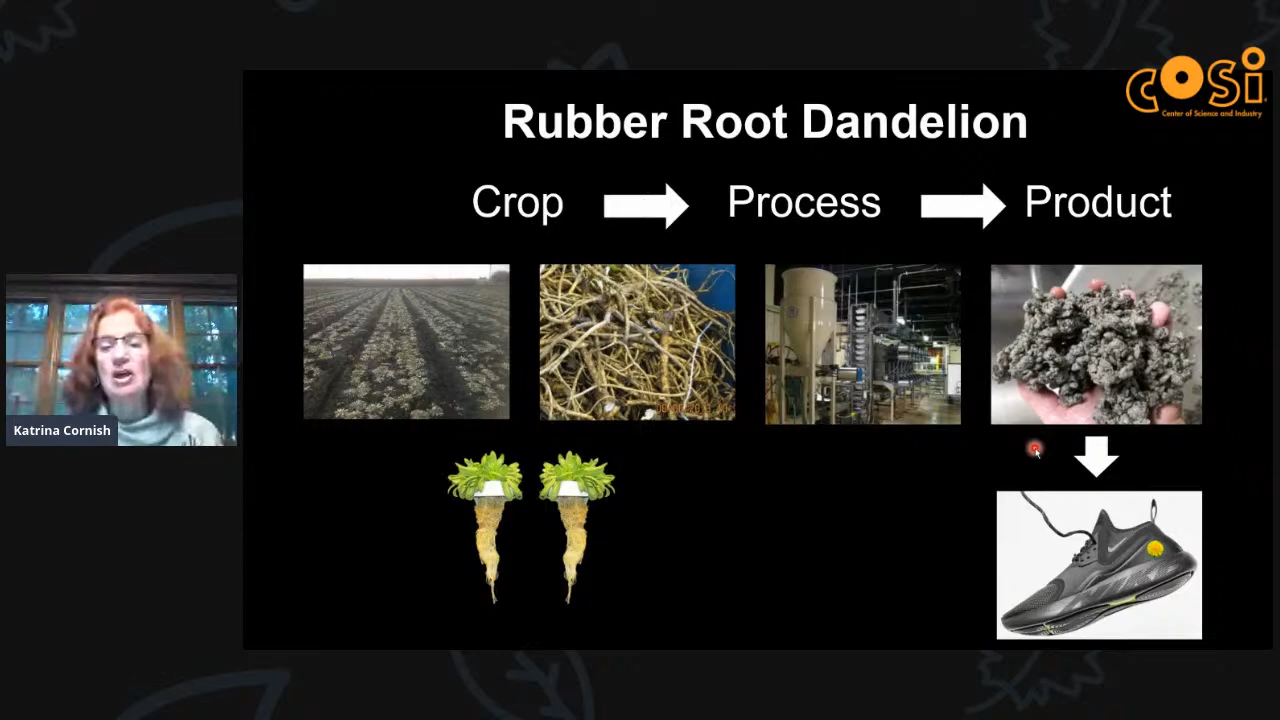 COSI
Center of Science and Industry
Rubber Root Dandelion
Crop
Process
Product
Katrina Cornish